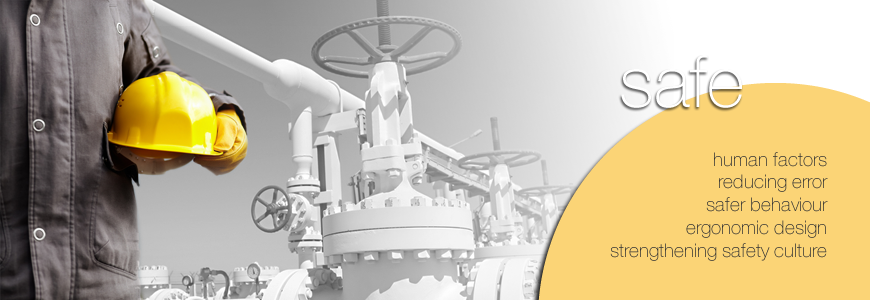 safe
human factors
reducing error
safer behaviour
ergonomic design
strengthening safety culture